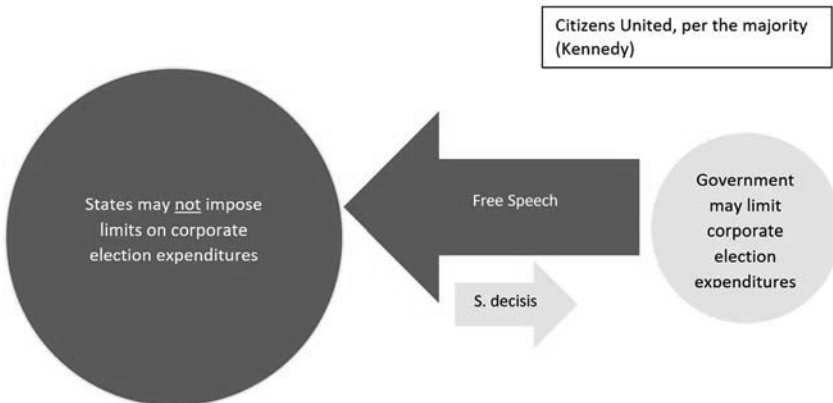 Citizens United, per the majority
(Kennedy)
States may not impose
limits on corporate
election expenditures
Free Speech
S. decisis
Government
may limit
corporate
election
expenditures